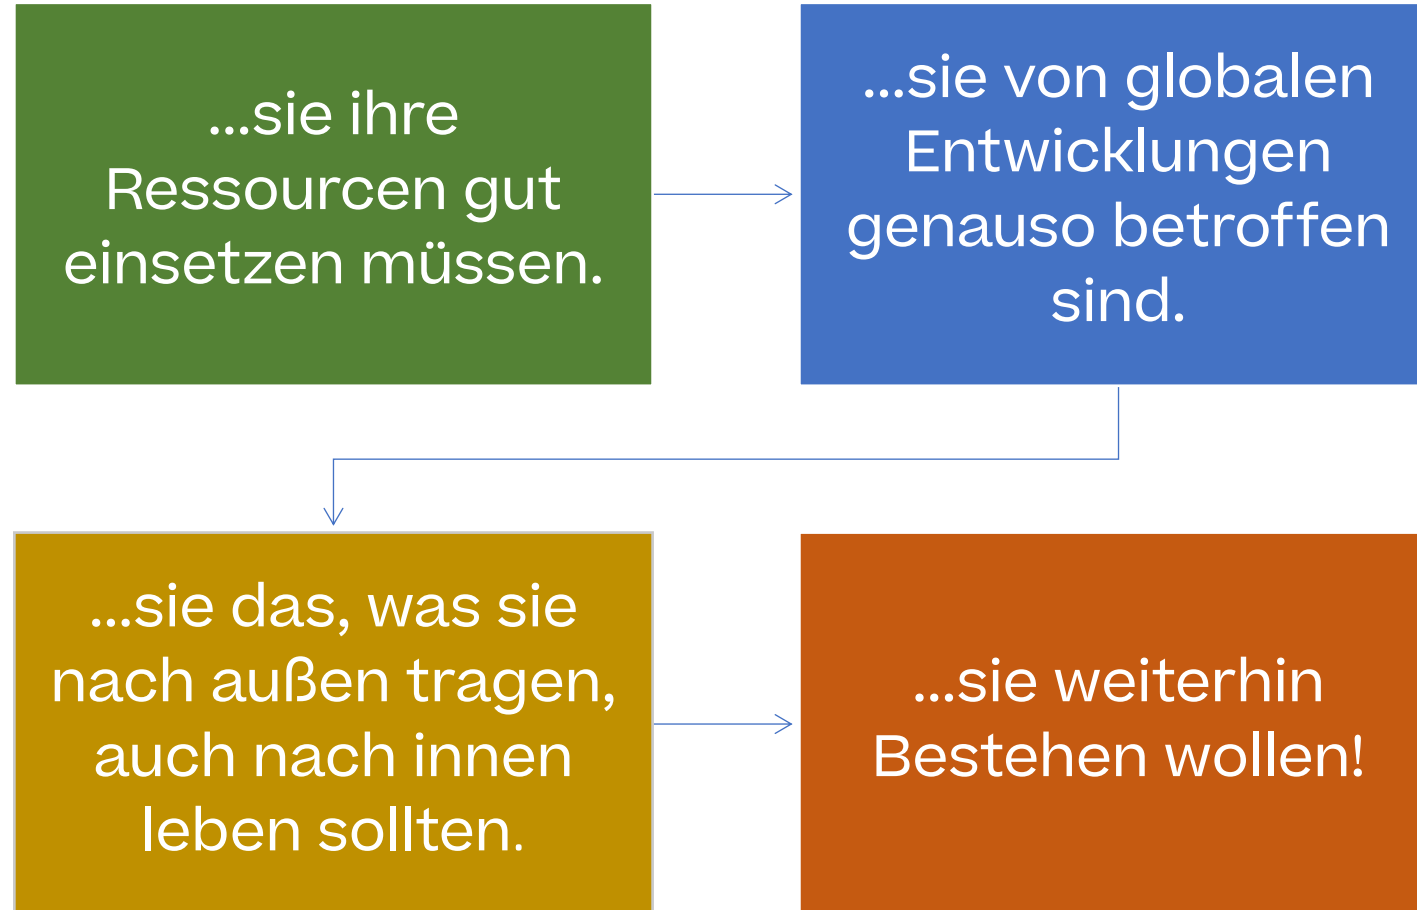 ...sie ihre
Ressourcen gut
einsetzen müssen.
...sie von globalen
Entwicklungen
genauso betroffen
sind.
...sie das, was sie
nach außen tragen,
auch nach innen
leben sollten.
...sie weiterhin
Bestehen wollen!